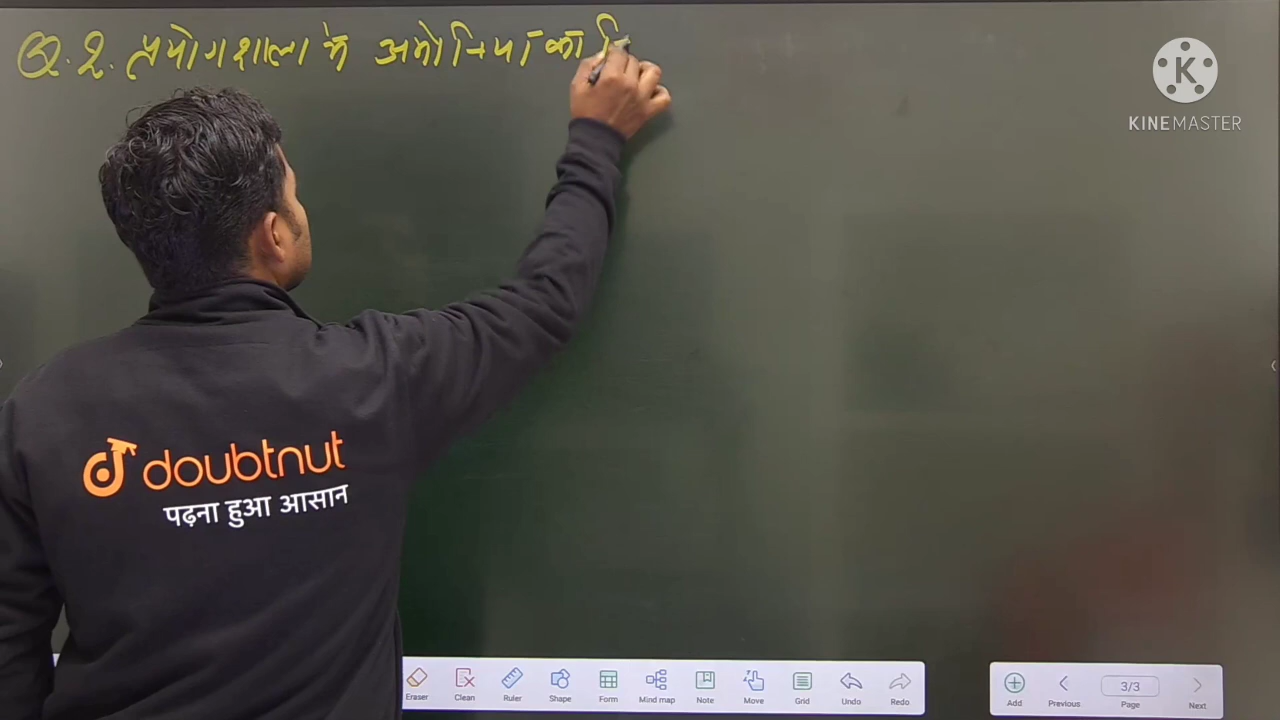 Q.2. प्रयोगशाला में अमोनिया का
KINEMASTER
doubtnut
पढ़ना हुआ आसान
Eraser Clean Ruler Shape Form Mind map Note Move Grid Undo Redo
3/3
Add Previous Page Next